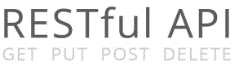 RESTful API
GET PUT POST DELETE